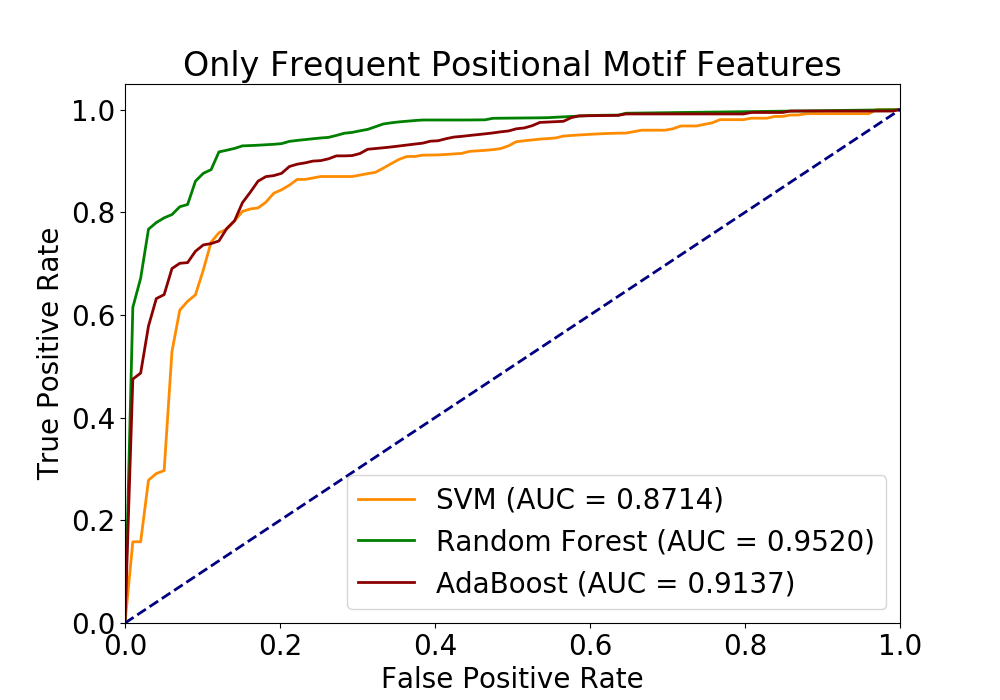 Only Frequent Positional Motif Features
True Positive Rate
1.0
0.8
0.6
0.4
0.2
0.0
SVM (AUC = 0.8714)
Random Forest (AUC = 0.9520)
AdaBoost (AUC = 0.9137)
0.0 0.2 0.4 0.6 0.8 1.0
False Positive Rate